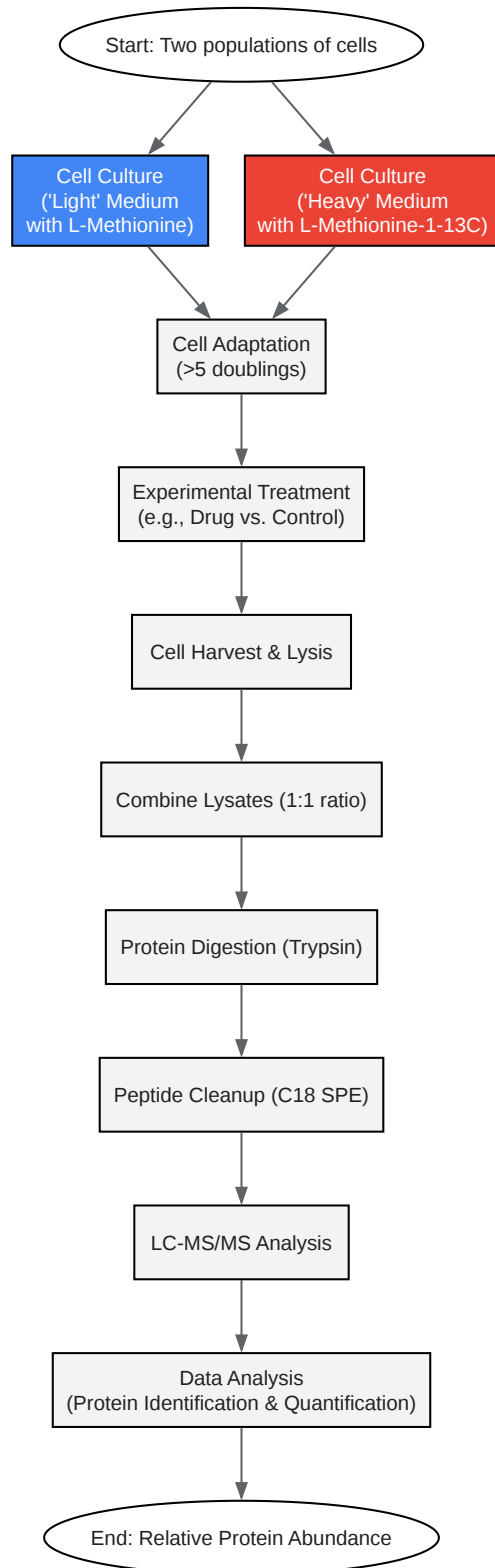 Start: Two populations of cells
Cell Culture
('Light' Medium
with L-Methionine)
Cell Culture
('Heavy' Medium
with L-Methionine-1-13C)
Cell Adaptation
(>5 doublings)
Experimental Treatment
(e.g., Drug vs. Control)
Cell Harvest & Lysis
Combine Lysates (1:1 ratio)
Protein Digestion (Trypsin)
Peptide Cleanup (C18 SPE)
LC-MS/MS Analysis
Data Analysis
(Protein Identification & Quantification)
End: Relative Protein Abundance